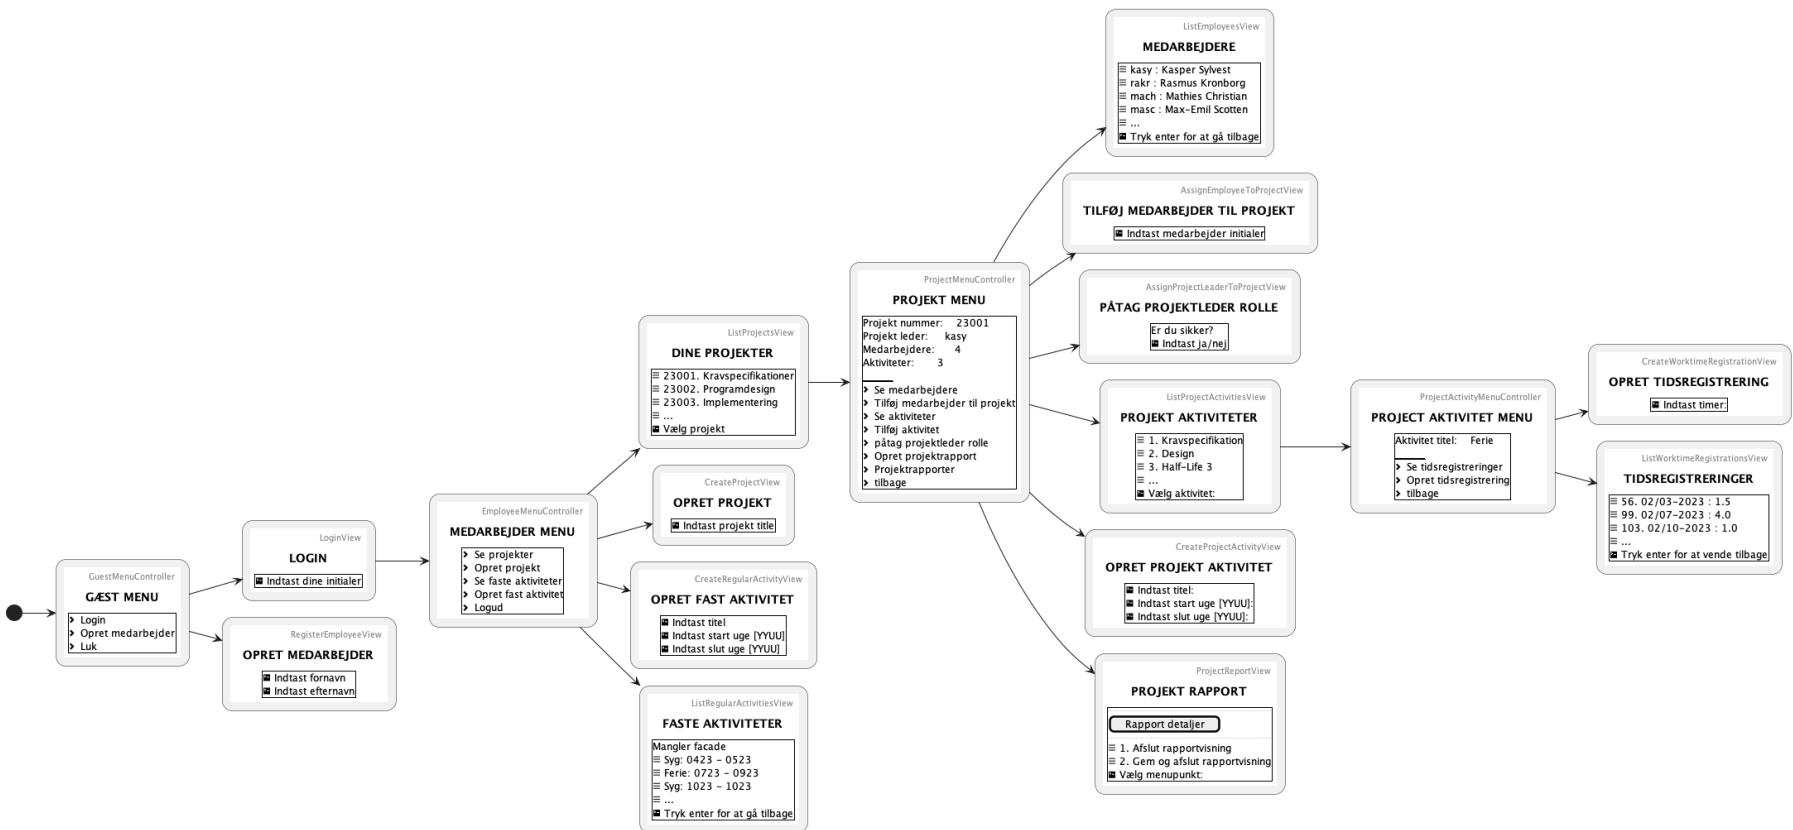 GuestMenuController
GÆST MENU
Login
Opret medarbejder
Luk
LoginView
LOGIN
Indtast dine initialer
RegisterEmployeeView
OPRET MEDARBEJDER
Indtast fornavn
Indtast efternavn
EmployeeMenuController
MEDARBEJDER MENU
Se projekter
Opret projekt
Se faste aktiviteter
Opret fast aktivitet
Logud
ListProjectsView
DINE PROJEKTER
23001. Kravspecifikationer
23002. Programdesign
23003. Implementering
...
Vælg projekt
CreateProjectView
OPRET PROJEKT
Indtast projekt title
CreateRegularActivityView
OPRET FAST AKTIVITET
Indtast titel
Indtast start uge [YYUU]
Indtast slut uge [YYUU]
ListRegularActivitiesView
FASTE AKTIVITETER
Mangler facade
Syg: 0423 - 0523
Ferie: 0723 - 0923
Syg: 1023 - 1023
...
Tryk enter for at gå tilbage
ProjectMenuController
PROJEKT MENU
Projekt nummer: 23001
Projekt leder: kasy
Medarbejdere: 4
Aktiviteter: 3
Se medarbejdere
Tilføj medarbejder til projekt
Se aktiviteter
Tilføj aktivitet
påtag projektleder rolle
Opret projektrapport
Projektrapporter
tilbage
ListEmployeesView
MEDARBEJDERE
kasy : Kasper Sylvest
rakr : Rasmus Kronborg
mach : Mathies Christian
masc : Max-Emil Scotten
...
Tryk enter for at gå tilbage
AssignEmployeeToProjectView
TILFØJ MEDARBEJDER TIL PROJEKT
Indtast medarbejder initialer
AssignProjectLeaderToProjectView
PÅTAG PROJEKTLEDER ROLLE
Er du sikker?
Indtast ja/nej
ListProjectActivitiesView
PROJEKT AKTIVITETER
1. Kravspecifikation
2. Design
3. Half-Life 3
...
Vælg aktivitet:
CreateProjectActivityView
OPRET PROJEKT AKTIVITET
Indtast titel:
Indtast start uge [YYUU]:
Indtast slut uge [YYUU]:
ProjectReportView
PROJEKT RAPPORT
Rapport detaljer
1. Afslut rapportvisning
2. Gem og afslut rapportvisning
Vælg menupunkt:
ProjectActivityMenuController
PROJECT AKTIVITET MENU
Aktivitet titel: Ferie
Se tidsregistreringer
Opret tidsregistrering
tilbage
CreateWorktimeRegistrationView
OPRET TIDSREGISTRERING
Indtast timer:
ListWorktimeRegistrationsView
TIDSREGISTRERINGER
56. 02/03-2023 : 1.5
99. 02/07-2023 : 4.0
103. 02/10-2023 : 1.0
...
Tryk enter for at vende tilbage